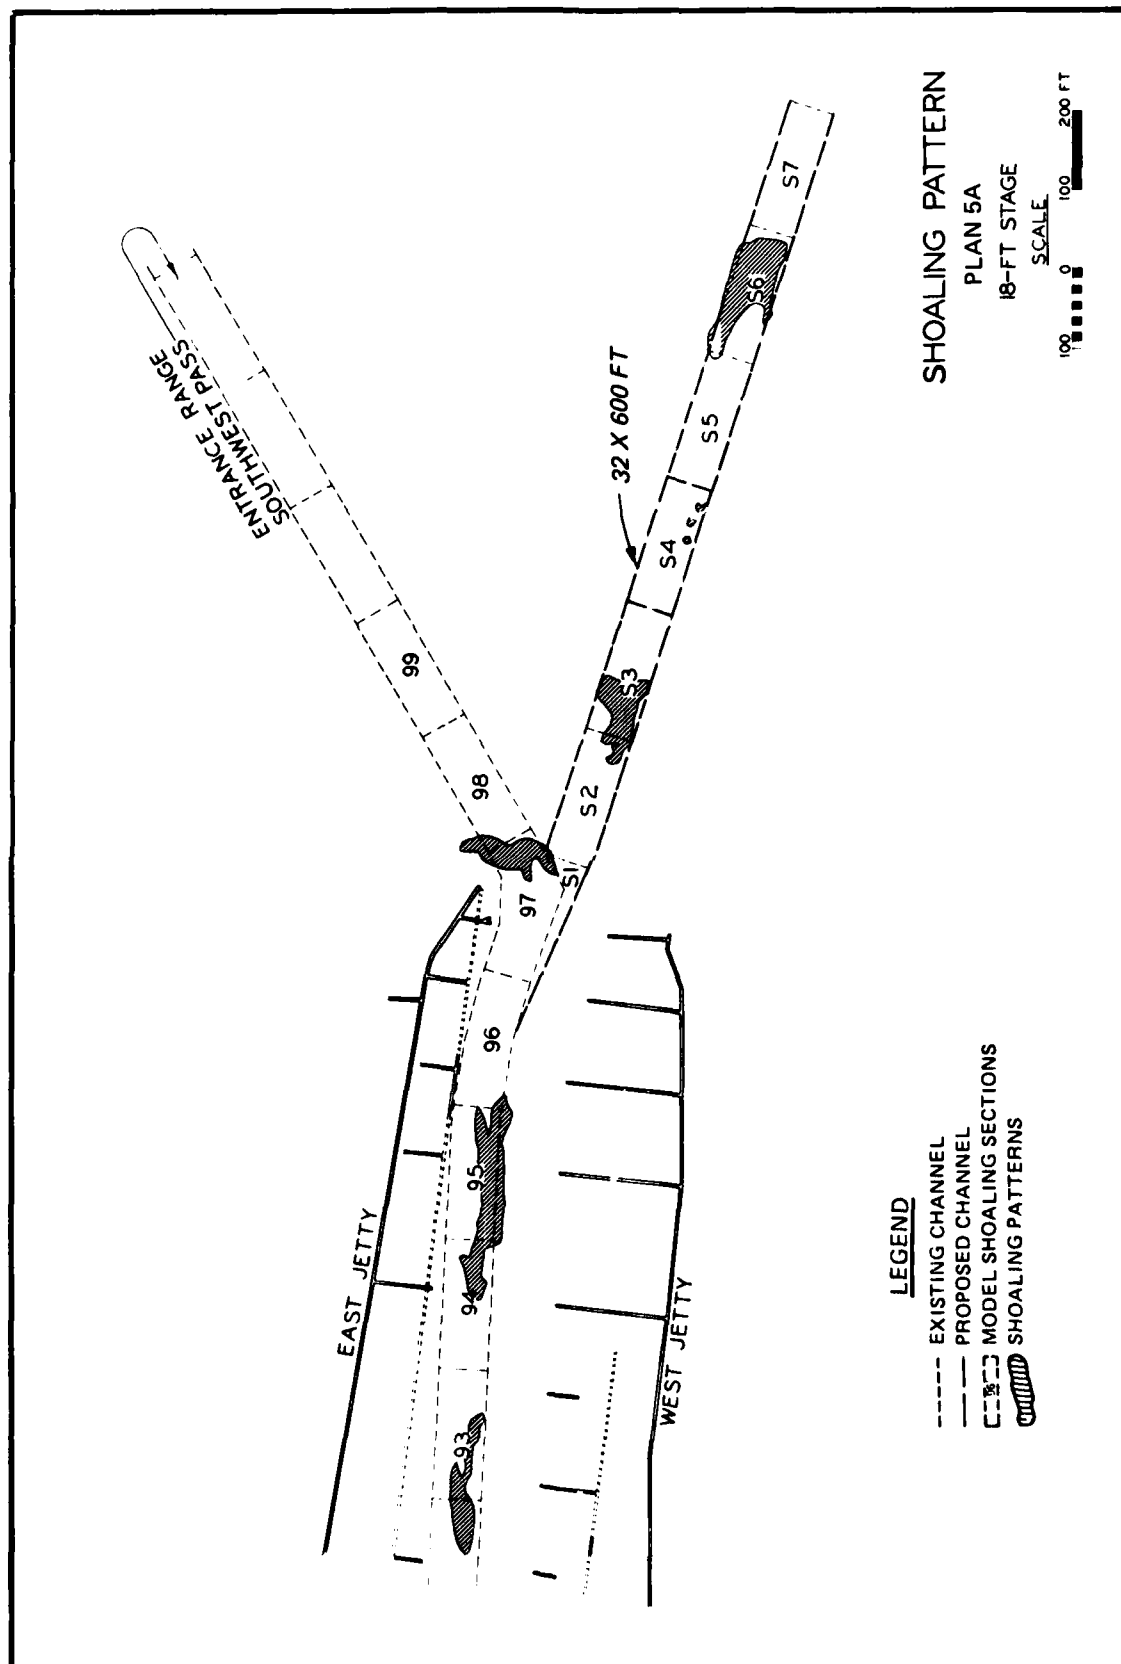 SHOALING PATTERN
PLAN 5A
18-FT STAGE
SCALE
100 0 100 200 FT
ENTRANCE RANGE
SOUTHWEST PASS
32 X 600 FT
EAST JETTY
WEST JETTY
93
94
95
96
97
98
99
S1
S2
S3
S4
S5
S6
S7
LEGEND
EXISTING CHANNEL
PROPOSED CHANNEL
96 MODEL SHOALING SECTIONS
SHOALING PATTERNS